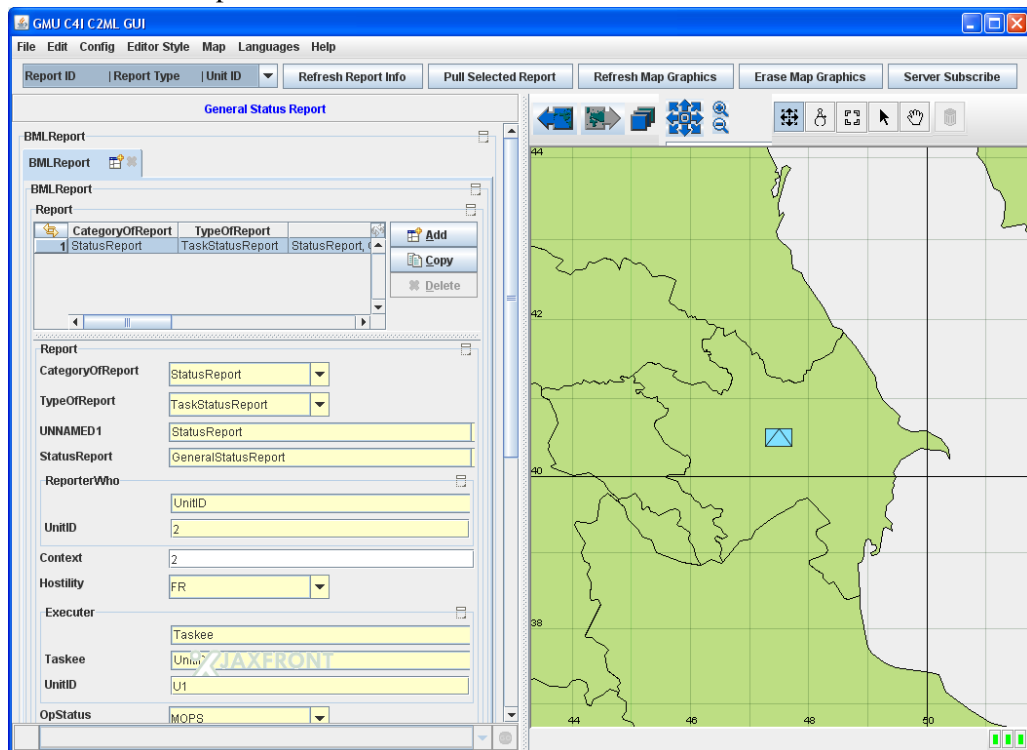 GMU C4I C2ML GUI
File Edit Config Editor Style Map Languages Help
Report ID | Report Type | Unit ID Refresh Report Info Pull Selected Report Refresh Map Graphics Erase Map Graphics Server Subscribe
General Status Report
BMLReport
BMLReport
BMLReport
Report
CategoryOfReport TypeOfReport
1 StatusReport TaskStatusReport StatusReport,
Add
Copy
Delete
Report
CategoryOfReport StatusReport
TypeOfReport TaskStatusReport
UNNAMED1 StatusReport
StatusReport GeneralStatusReport
ReporterWho
UnitID
UnitID 2
Context 2
Hostility FR
Executer
Taskee
Taskee
JAXFRONT
UnitID U1
OpStatus MOPS
44
42
40
38
44 46 48 50